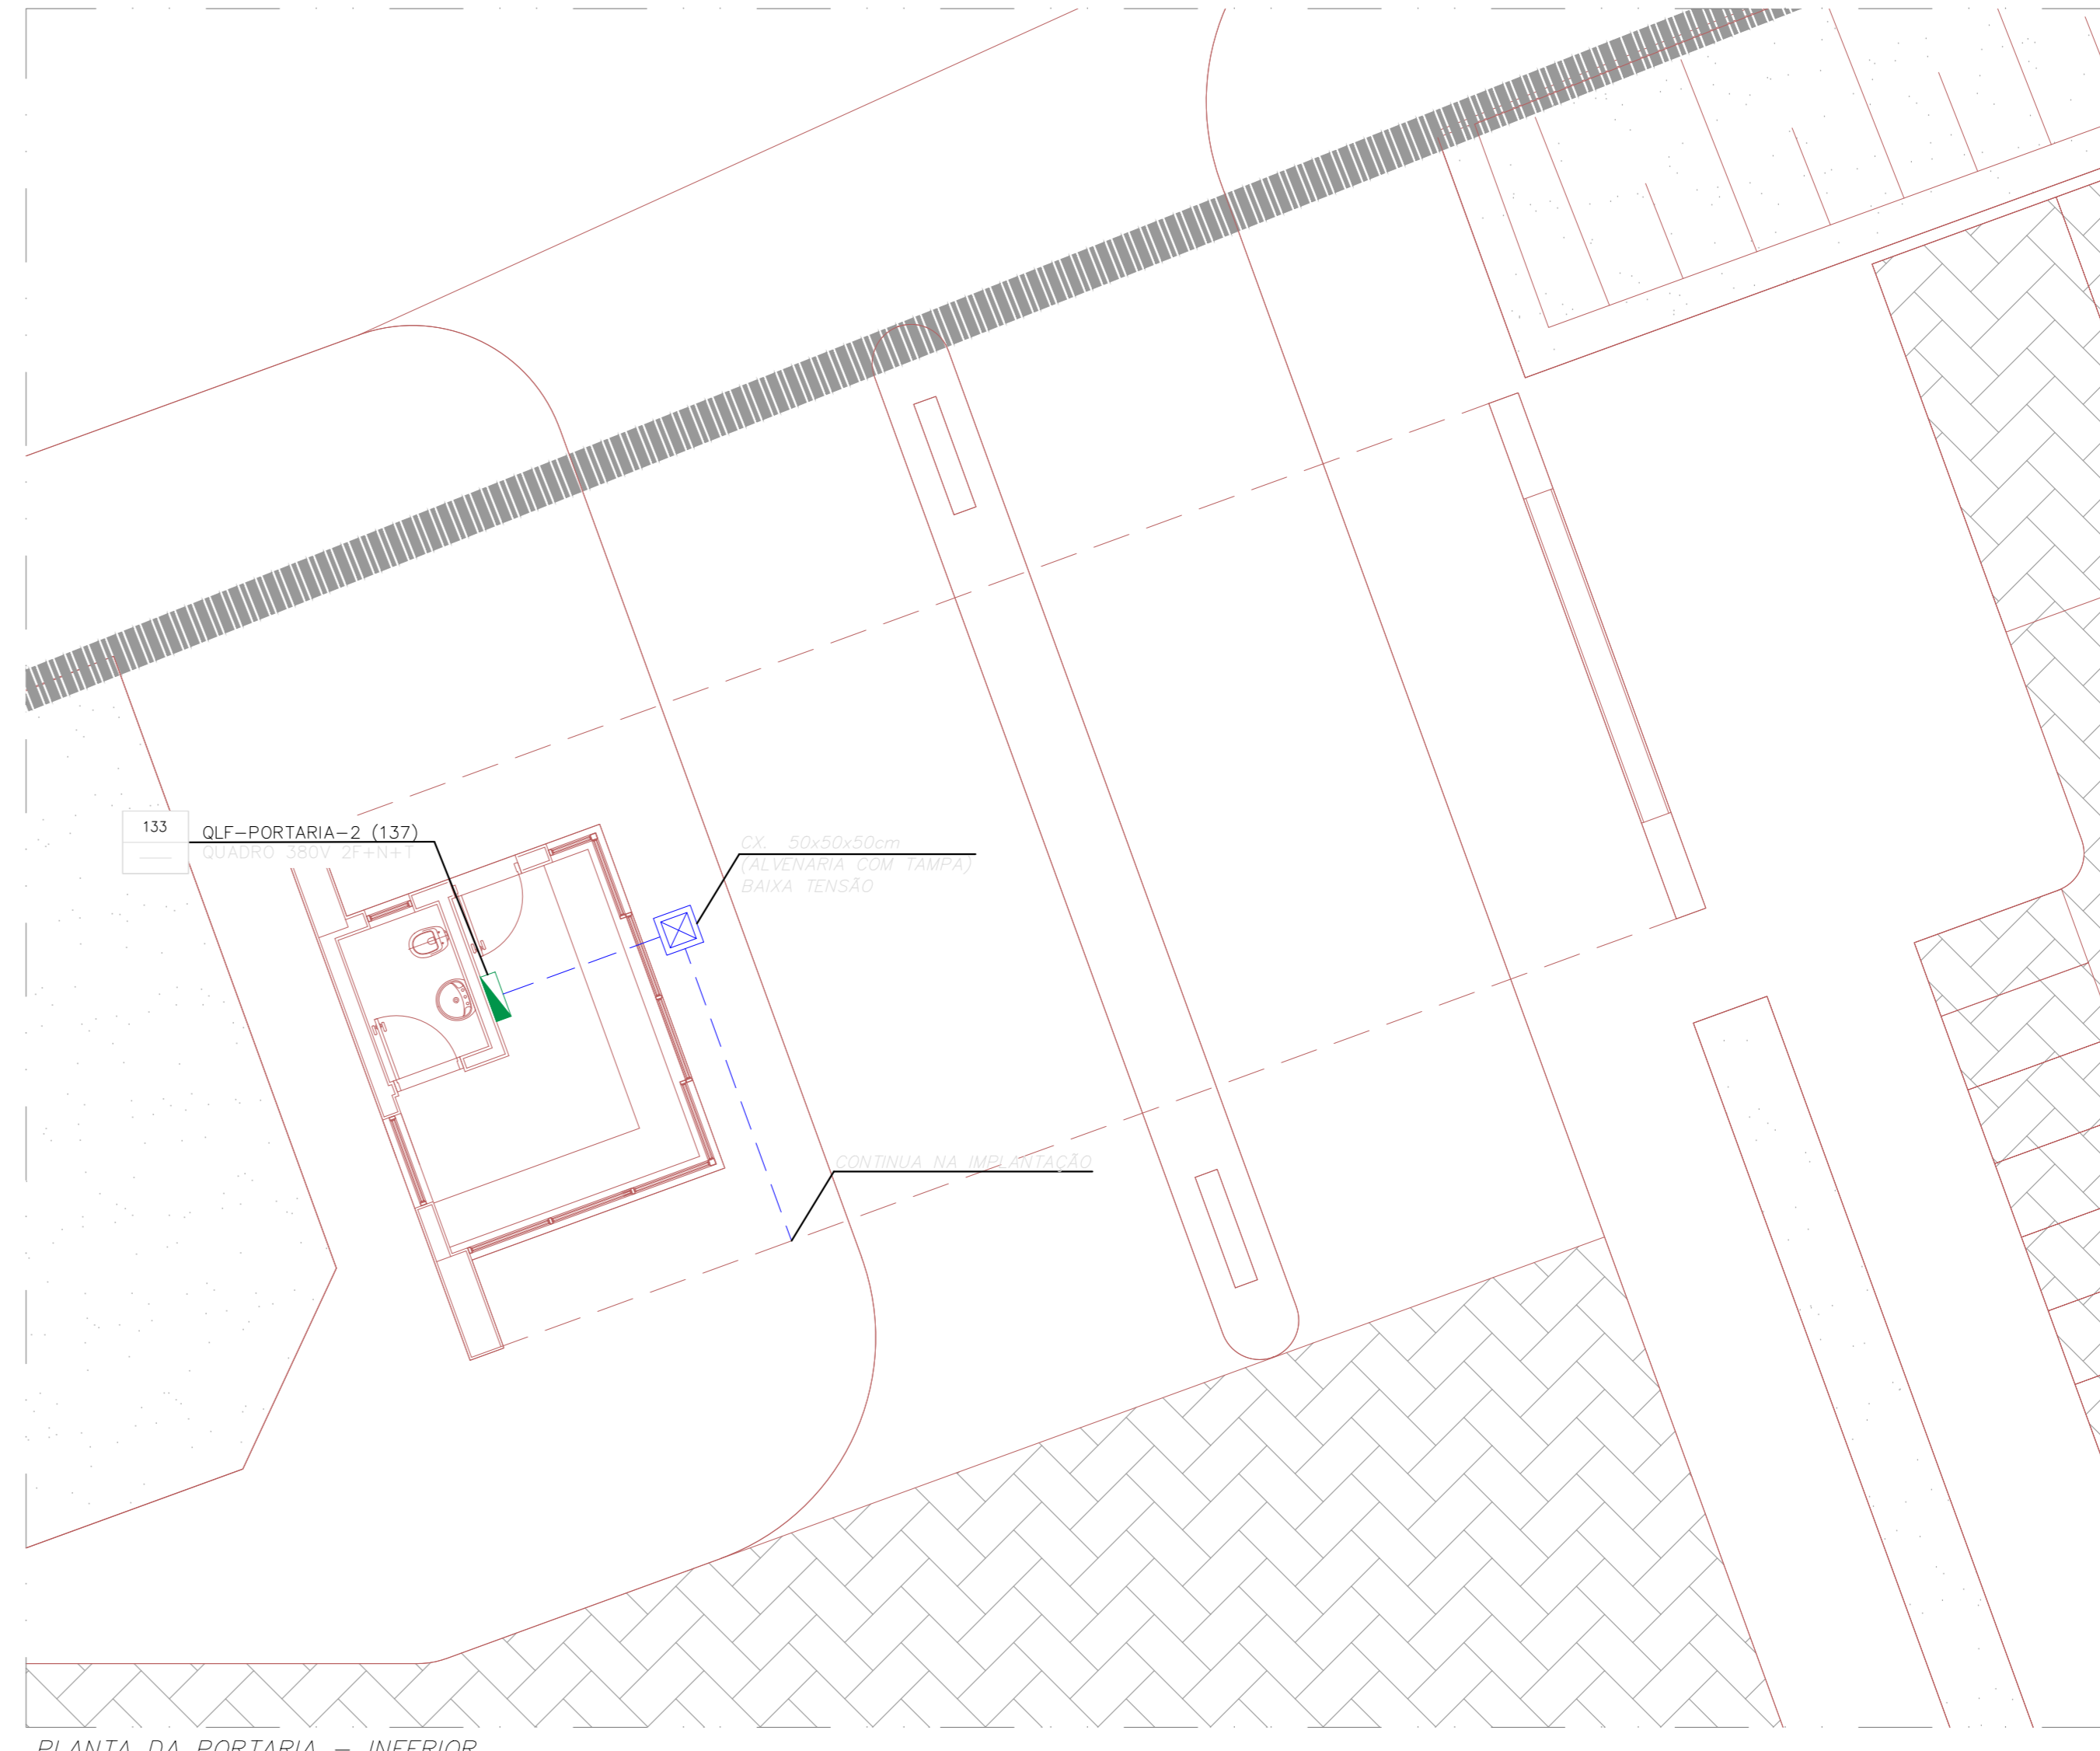 133
QLF-PORTARIA-2 (137)
QUADRO 380V 2F+N+T
CX. 50x50x50cm
(ALVENARIA COM TAMPA)
BAIXA TENSÃO
CONTINUA NA IMPLANTAÇÃO
PLANTA DA PORTARIA - INFERIOR